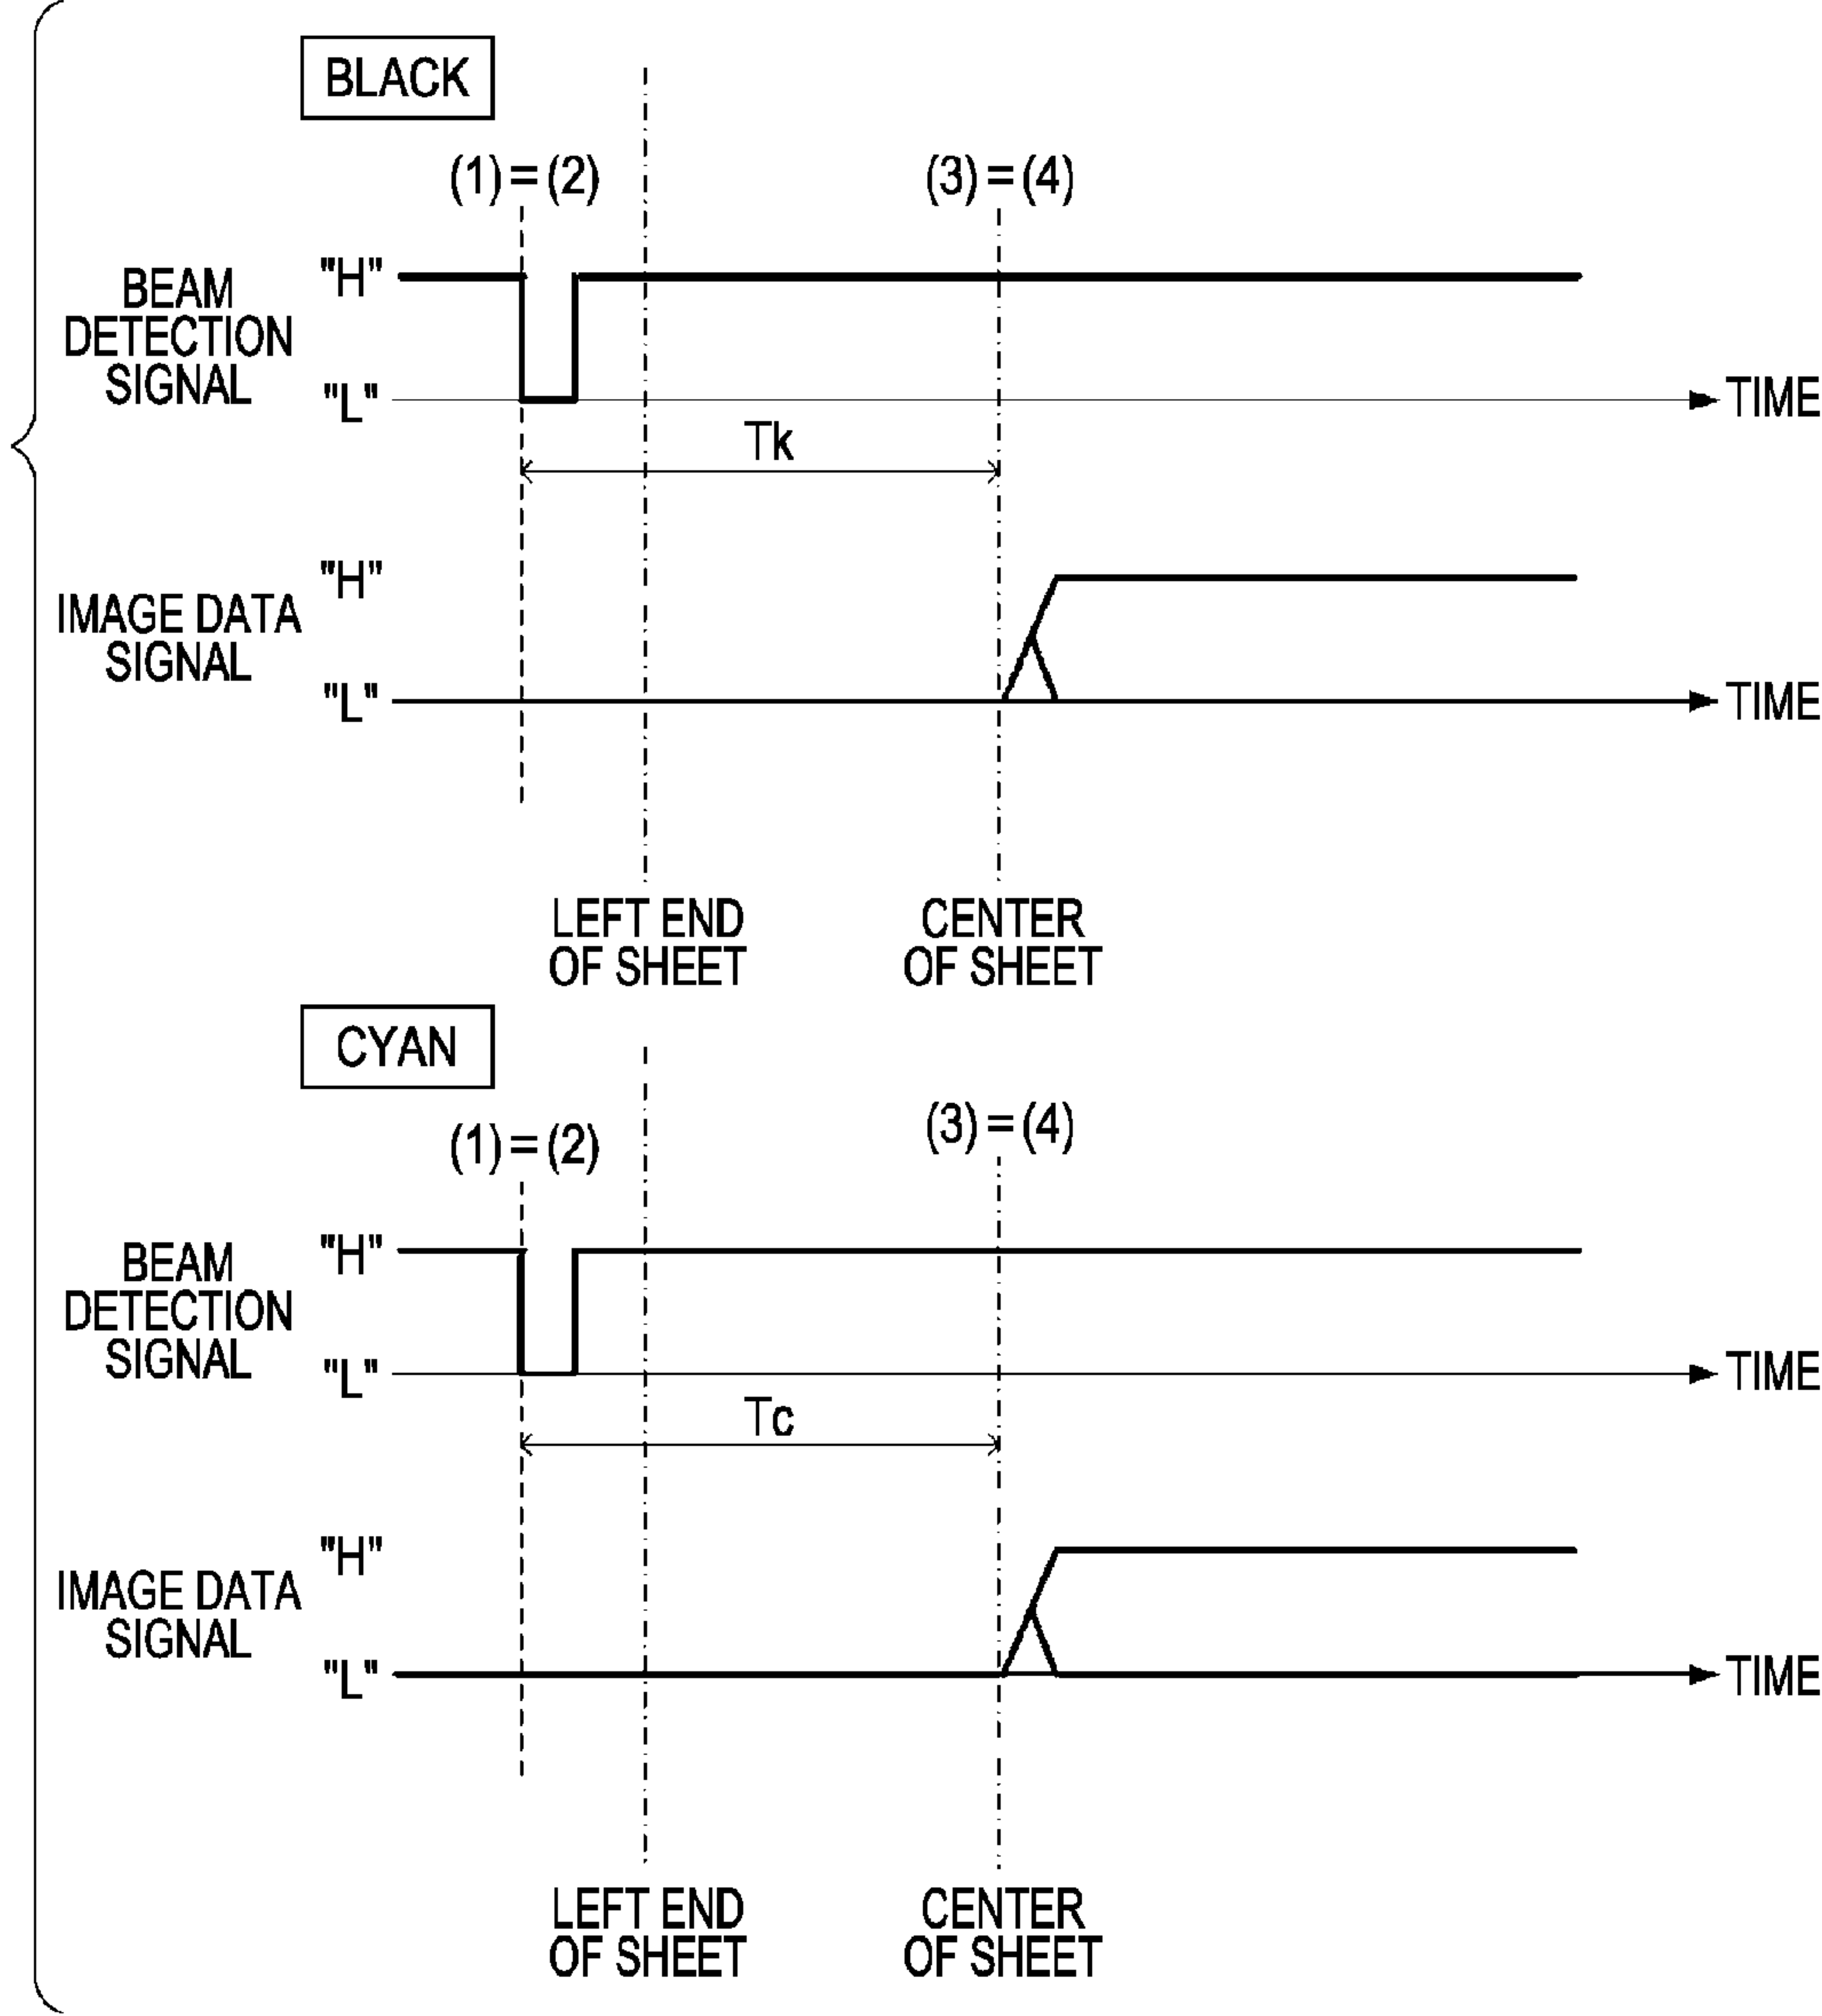 BLACK
(1)=(2)
(3)=(4)
"H"
BEAM
DETECTION
SIGNAL
"L"
TIME
Tk
"H"
IMAGE DATA
SIGNAL
"L"
TIME
LEFT END
OF SHEET
CENTER
OF SHEET
CYAN
(1)=(2)
(3)=(4)
"H"
BEAM
DETECTION
SIGNAL
"L"
TIME
Tc
"H"
IMAGE DATA
SIGNAL
"L"
TIME
LEFT END
OF SHEET
CENTER
OF SHEET